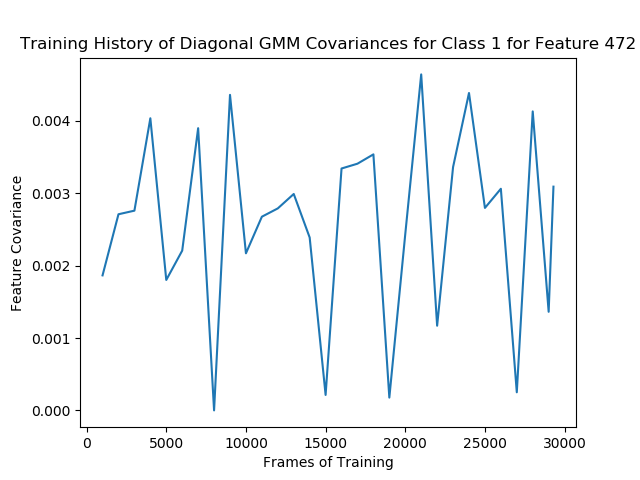 Training History of Diagonal GMM Covariances for Class 1 for Feature 472
0.004
0.003
0.002
0.001
0.000
Feature Covariance
0 5000 10000 15000 20000 25000 30000
Frames of Training